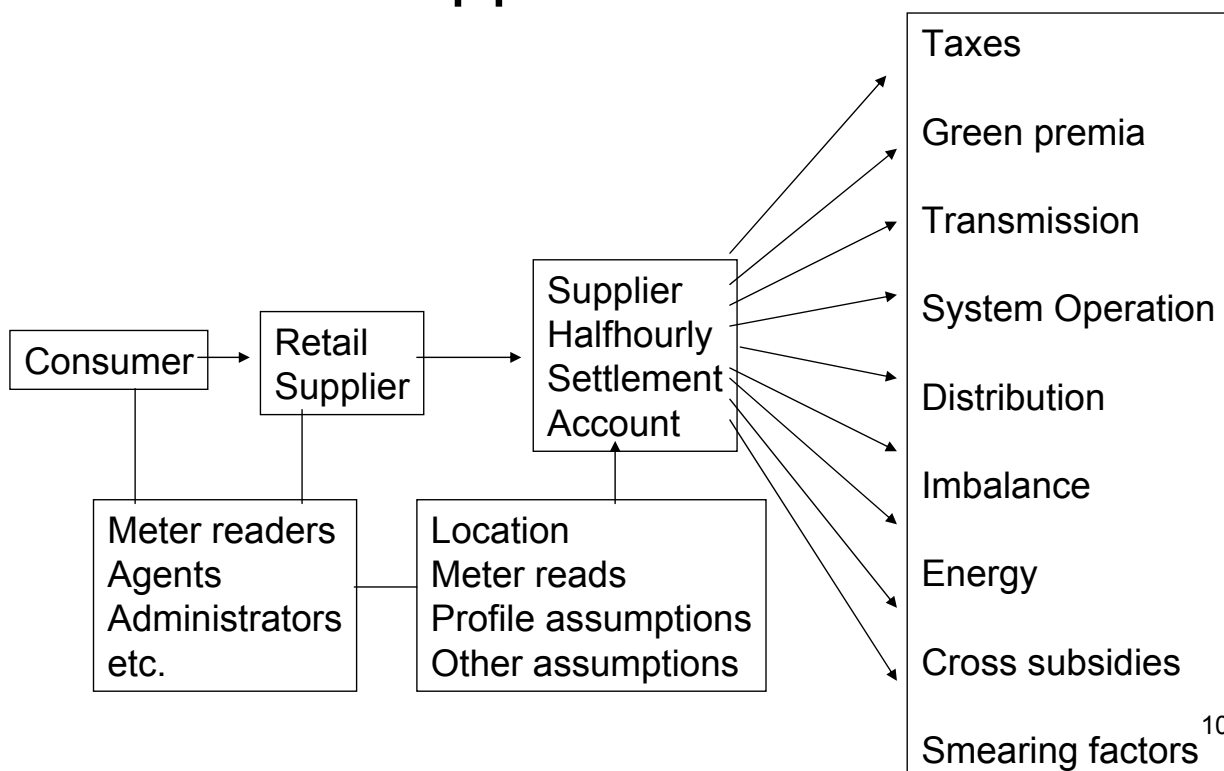 Taxes
Green premia
Transmission
System Operation
Distribution
Imbalance
Energy
Cross subsidies
Smearing factors
Consumer
Retail
Supplier
Supplier
Halfhourly
Settlement
Account
Meter readers
Agents
Administrators
etc.
Location
Meter reads
Profile assumptions
Other assumptions
10